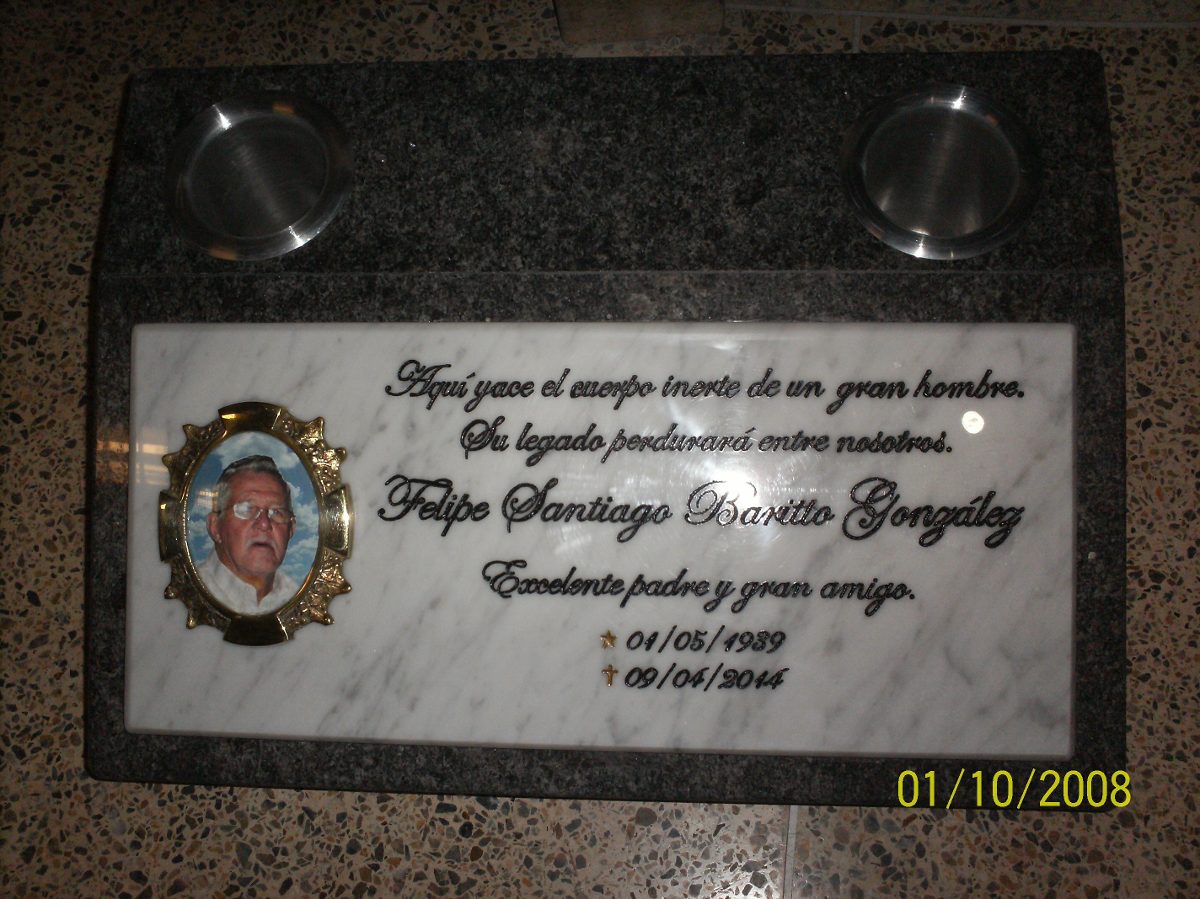 Aquí yace el cuerpo inerte de un gran hombre.
Su legado perdurará entre nosotros.
Felipe Santiago Baritto González
Excelente padre y gran amigo.
01/05/1939
09/04/2014
01/10/2008